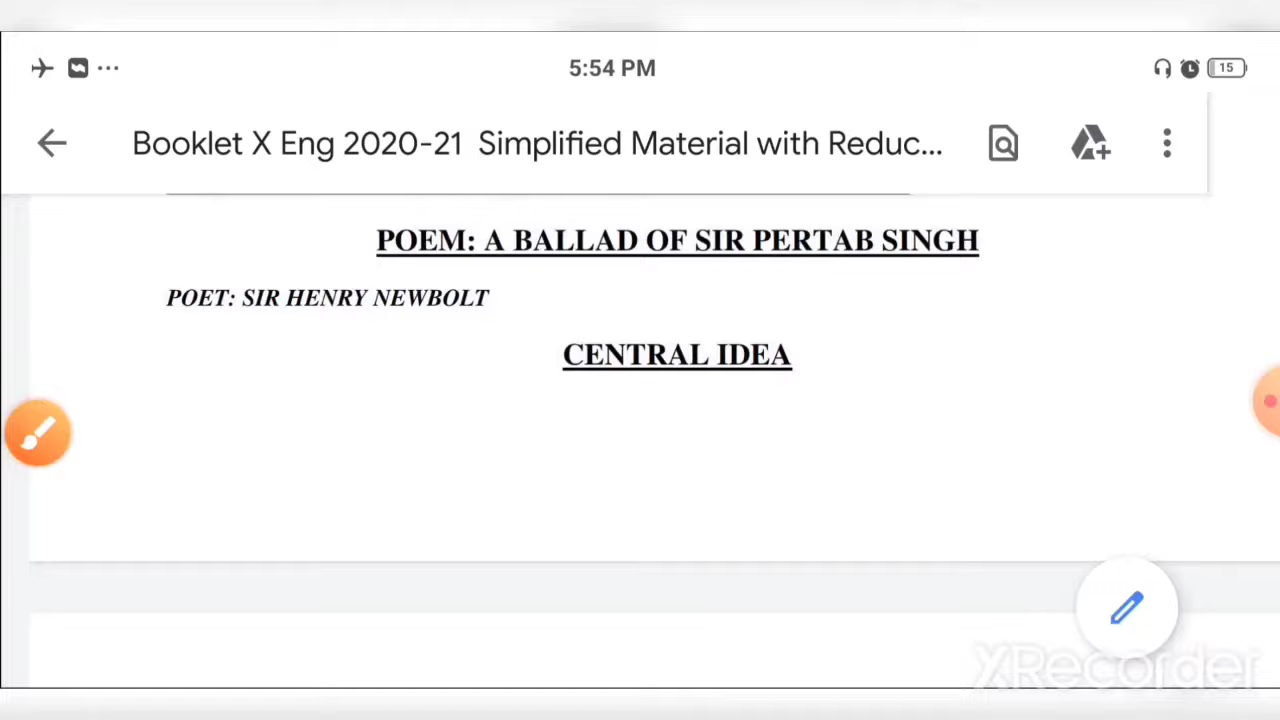 5:54 PM
15
Booklet X Eng 2020-21 Simplified Material with Reduc...
POEM: A BALLAD OF SIR PERTAB SINGH
POET: SIR HENRY NEWBOLT
CENTRAL IDEA
XRecorder